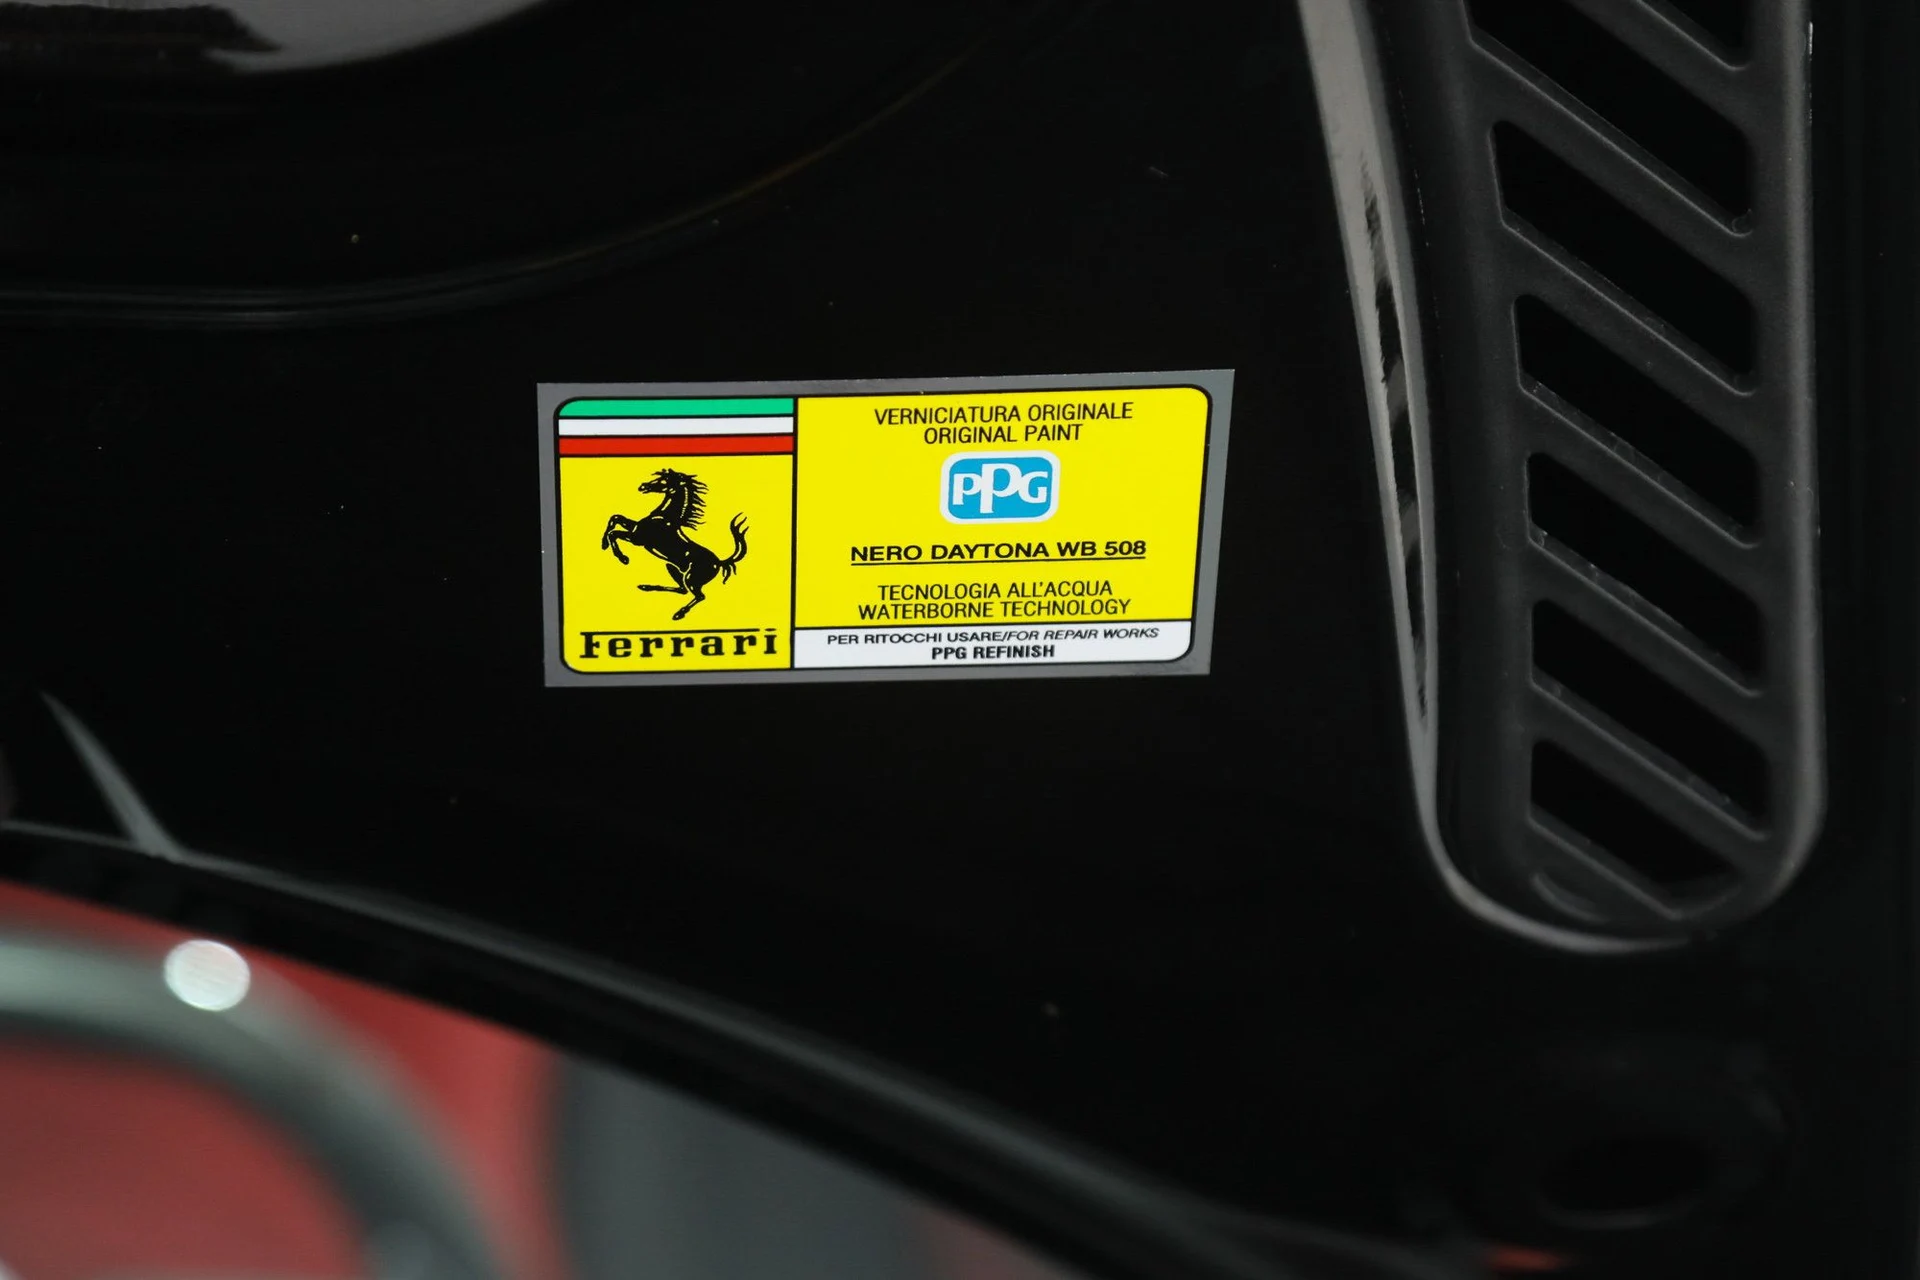 Ferrari
VERNICIATURA ORIGINALE
ORIGINAL PAINT
PPG
NERO DAYTONA WB 508
TECNOLOGIA ALL'ACQUA
WATERBORNE TECHNOLOGY
PER RITOCCHI USARE/FOR REPAIR WORKS
PPG REFINISH